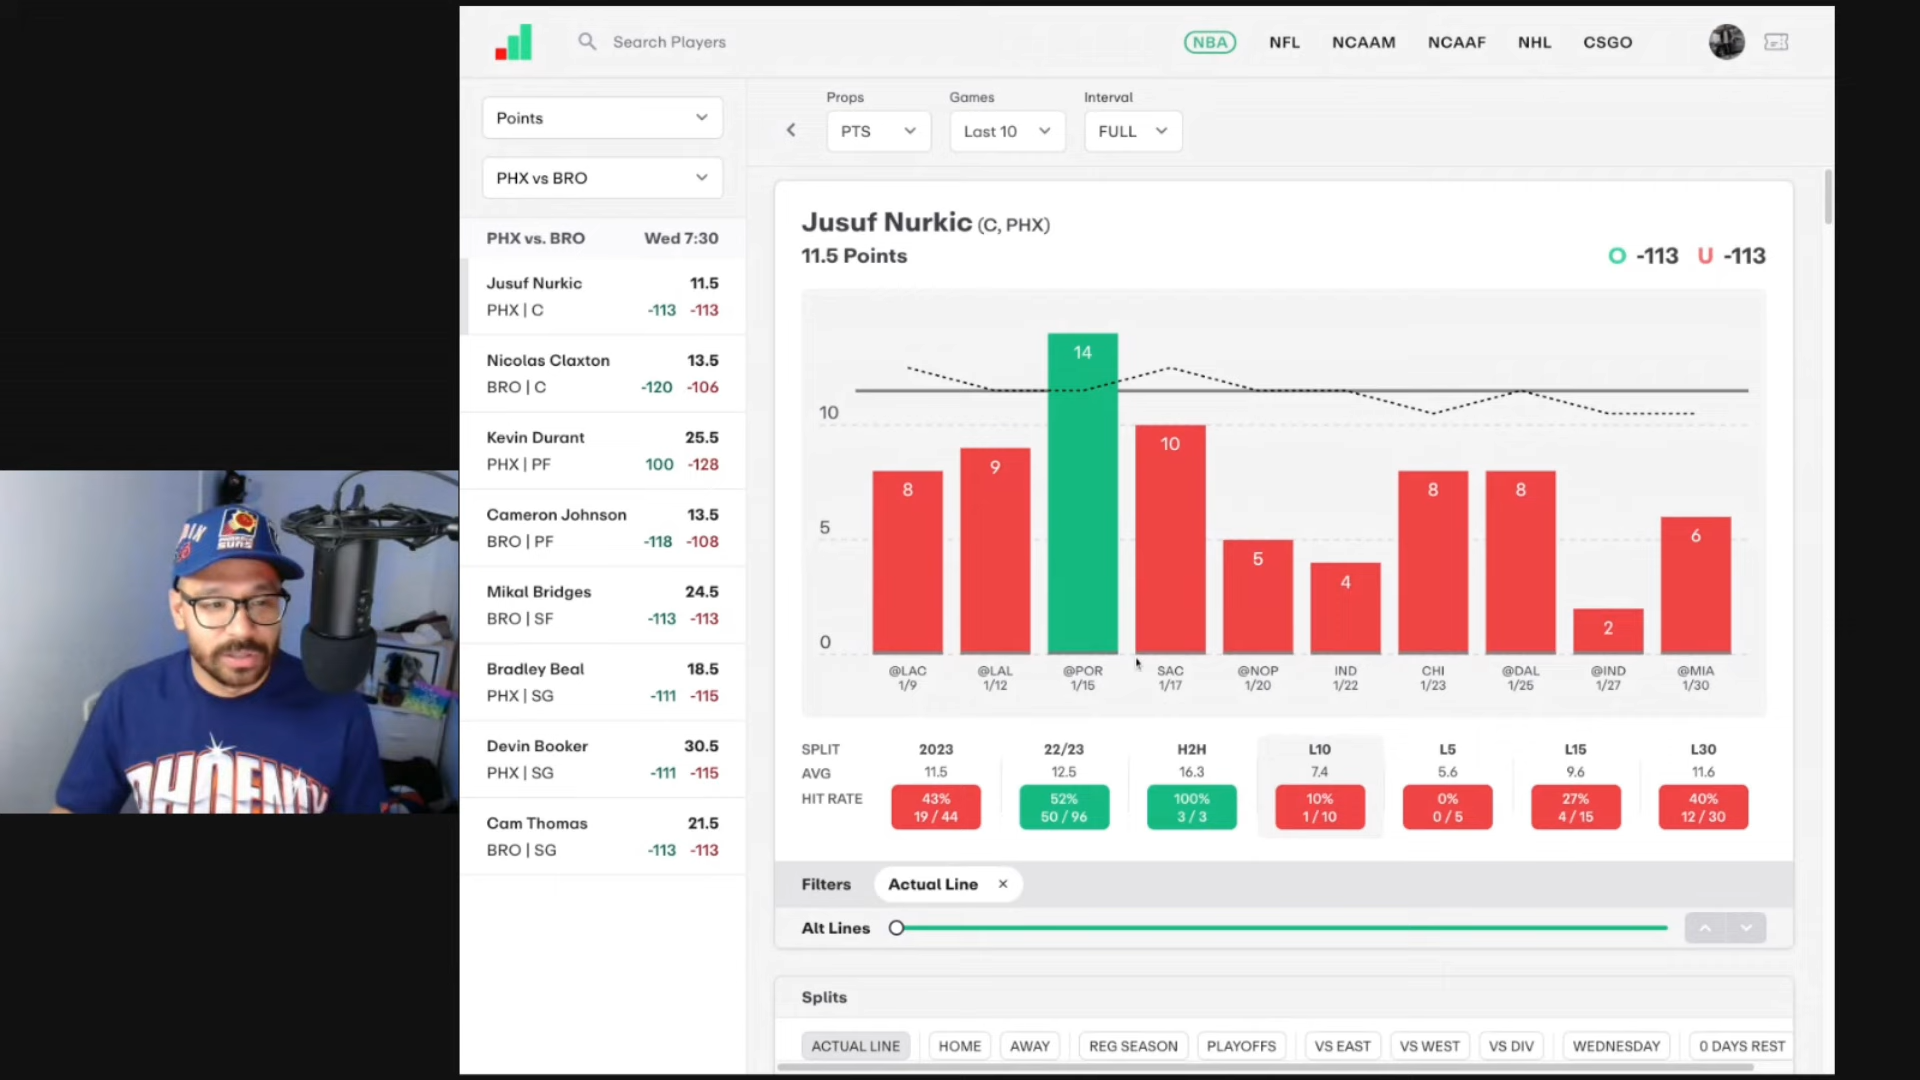 Search Players
NBA NFL NCAAM NCAAF NHL CSGO
Points
PHX vs BRO
PHX vs. BRO Wed 7:30
Jusuf Nurkic 11.5
PHX | C -113 -113
Nicolas Claxton 13.5
BRO | C -120 -106
Kevin Durant 25.5
PHX | PF 100 -128
Cameron Johnson 13.5
BRO | PF -118 -108
Mikal Bridges 24.5
BRO | SF -113 -113
Bradley Beal 18.5
PHX | SG -111 -115
Devin Booker 30.5
PHX | SG -111 -115
Cam Thomas 21.5
BRO | SG -113 -113
Props Games Interval
PTS Last 10 FULL
Jusuf Nurkic (C, PHX)
11.5 Points
O -113 U -113
10
5
0
8 9 14 10 5 4 8 8 2 6
@LAC @LAL @POR SAC @NOP IND CHI @DAL @IND @MIA
1/9 1/12 1/15 1/17 1/20 1/22 1/23 1/25 1/27 1/30
SPLIT 2023 22/23 H2H L10 L5 L15 L30
AVG 11.5 12.5 16.3 7.4 5.6 9.6 11.6
HIT RATE 43% 52% 100% 10% 0% 27% 40%
19 / 44 50 / 96 3 / 3 1 / 10 0 / 5 4 / 15 12 / 30
Filters Actual Line ×
Alt Lines
Splits
ACTUAL LINE HOME AWAY REG SEASON PLAYOFFS VS EAST VS WEST VS DIV WEDNESDAY 0 DAYS REST
SUNS
PHOENIX